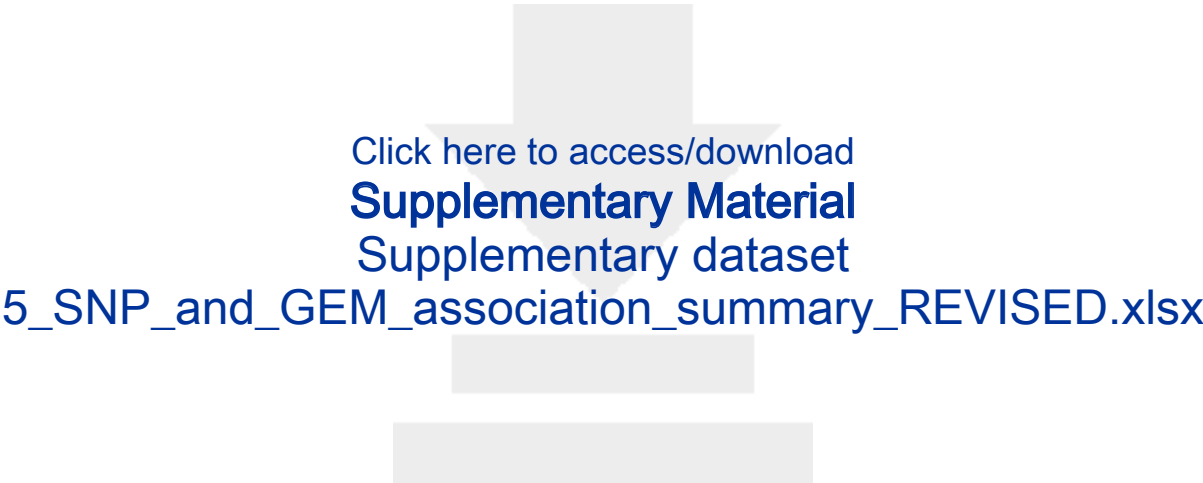 Click here to access/download
Supplementary Material
Supplementary dataset
5_SNP_and_GEM_association_summary_REVISED.xlsx